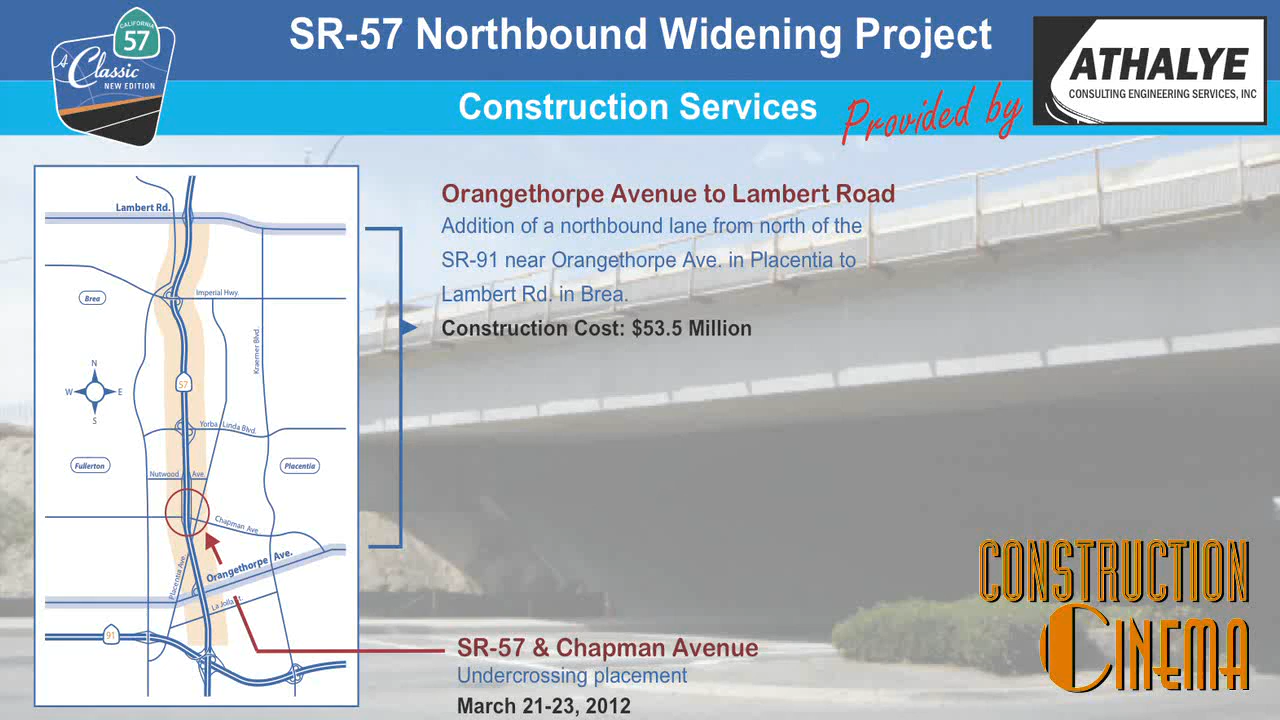 CALIFORNIA
57
A Classic
NEW EDITION
SR-57 Northbound Widening Project
Construction Services
Provided by
ATHALYE
CONSULTING ENGINEERING SERVICES, INC
Orangethorpe Avenue to Lambert Road
Addition of a northbound lane from north of the
SR-91 near Orangethorpe Ave. in Placentia to
Lambert Rd. in Brea.
Construction Cost: $53.5 Million
Lambert Rd.
Brea
Imperial Hwy.
Kraemer Blvd.
N
W E
S
57
Yorba Linda Blvd.
Fullerton
Placentia
Nutwood Ave.
Chapman Ave
Orangethorpe Ave.
Placentia Ave
La Jolla St.
91
SR-57 & Chapman Avenue
Undercrossing placement
March 21-23, 2012
CONSTRUCTION
CINEMA